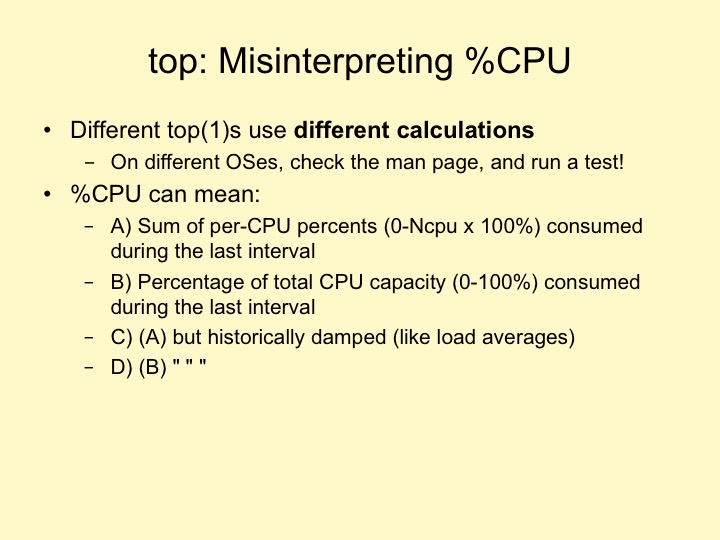 top: Misinterpreting %CPU
• Different top(1)s use different calculations
– On different OSes, check the man page, and run a test!
• %CPU can mean:
– A) Sum of per-CPU percents (0-Ncpu x 100%) consumed
during the last interval
– B) Percentage of total CPU capacity (0-100%) consumed
during the last interval
– C) (A) but historically damped (like load averages)
– D) (B) " " "